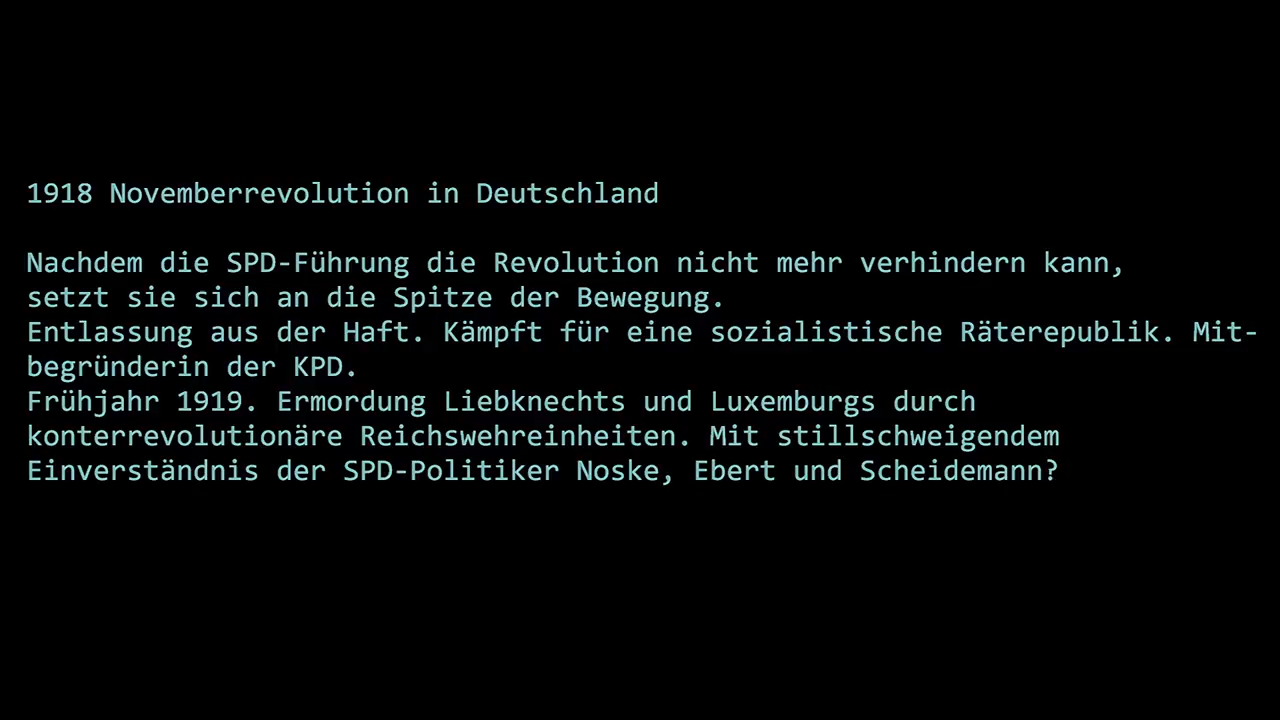 1918 Novemberrevolution in Deutschland
Nachdem die SPD-Führung die Revolution nicht mehr verhindern kann,
setzt sie sich an die Spitze der Bewegung.
Entlassung aus der Haft. Kämpft für eine sozialistische Räterepublik. Mit-
begründerin der KPD.
Frühjahr 1919. Ermordung Liebknechts und Luxemburgs durch
konterrevolutionäre Reichswehreinheiten. Mit stillschweigendem
Einverständnis der SPD-Politiker Noske, Ebert und Scheidemann?